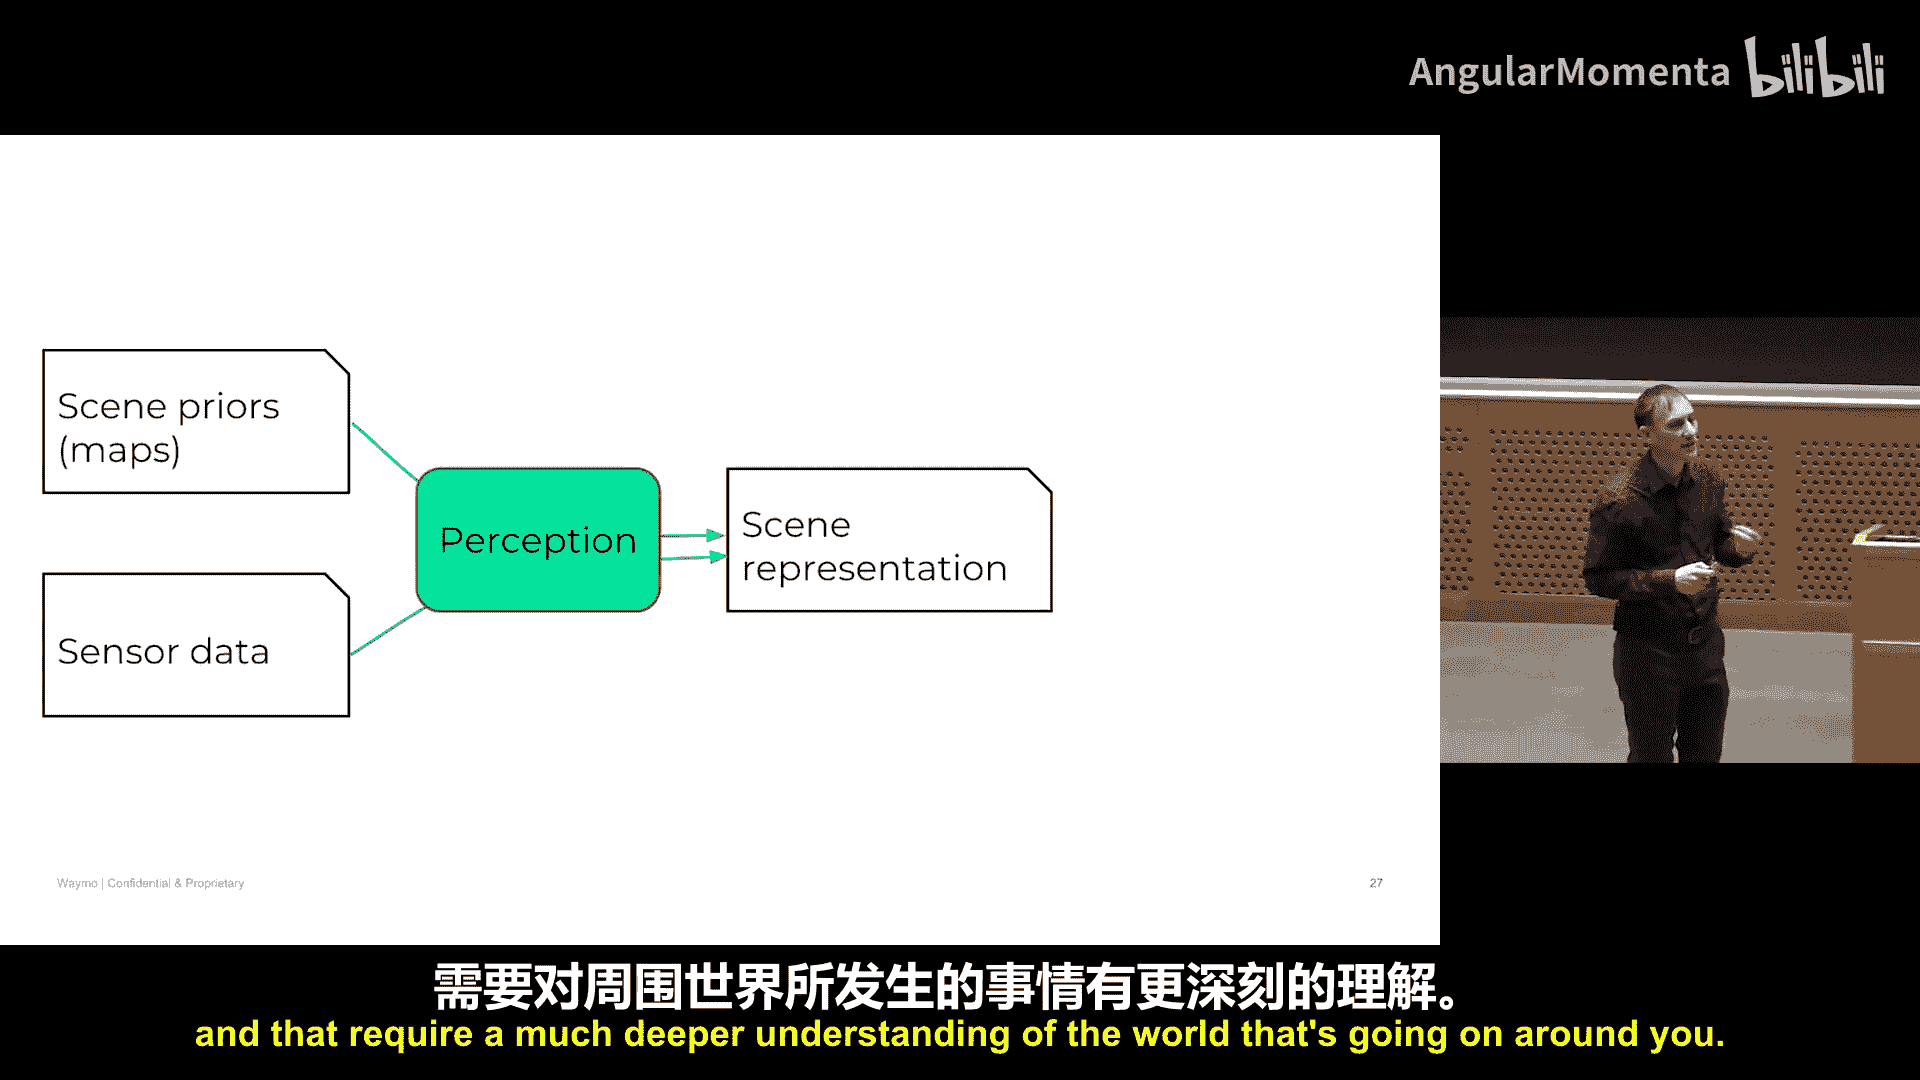 AngularMomenta bilibili
Scene priors
(maps)
Perception
Scene
representation
Sensor data
Waymo | Confidential & Proprietary
27
需要对周围世界所发生的事情有更深刻的理解。
and that require a much deeper understanding of the world that's going on around you.